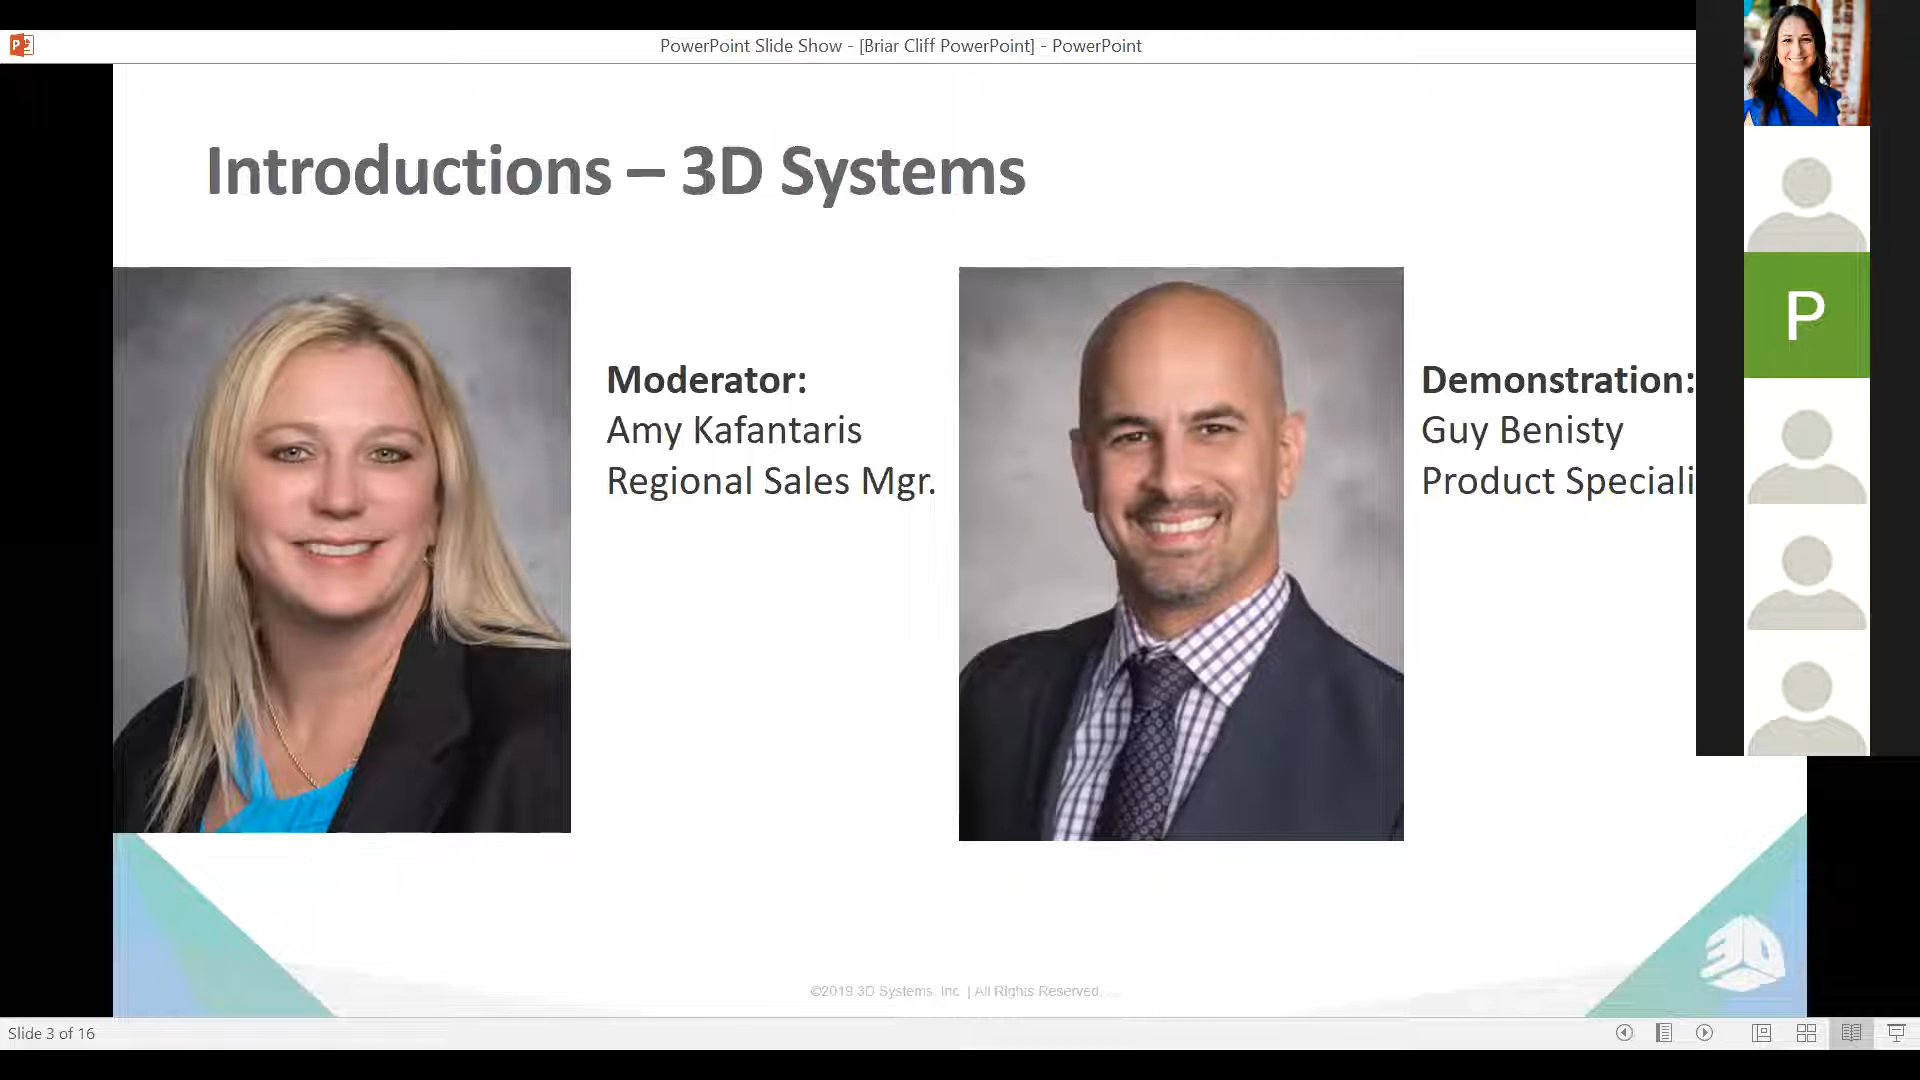 PowerPoint Slide Show - [Briar Cliff PowerPoint] - PowerPoint
Introductions – 3D Systems
Moderator:
Amy Kafantaris
Regional Sales Mgr.
Demonstration:
Guy Benisty
Product Speciali
P
3D
©2019 3D Systems, Inc. | All Rights Reserved.
Slide 3 of 16